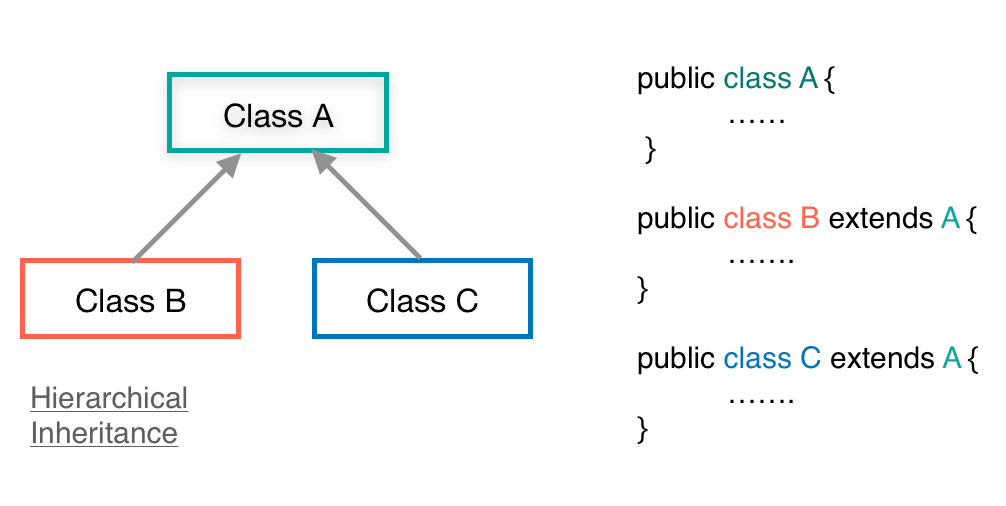 Class A
Class B
Class C
Hierarchical
Inheritance
public class A {
......
}
public class B extends A {
.......
}
public class C extends A {
.......
}